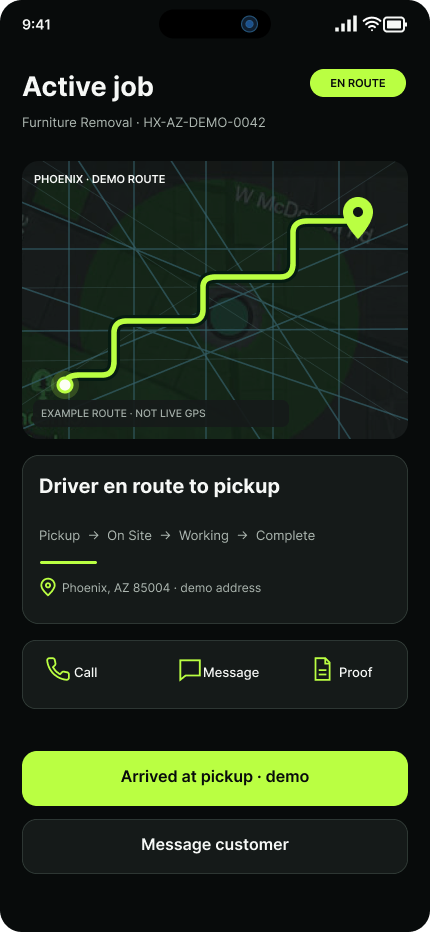 9:41
Active job
EN ROUTE
Furniture Removal · HX-AZ-DEMO-0042
PHOENIX · DEMO ROUTE
EXAMPLE ROUTE · NOT LIVE GPS
Driver en route to pickup
Pickup → On Site → Working → Complete
Phoenix, AZ 85004 · demo address
Call
Message
Proof
Arrived at pickup · demo
Message customer